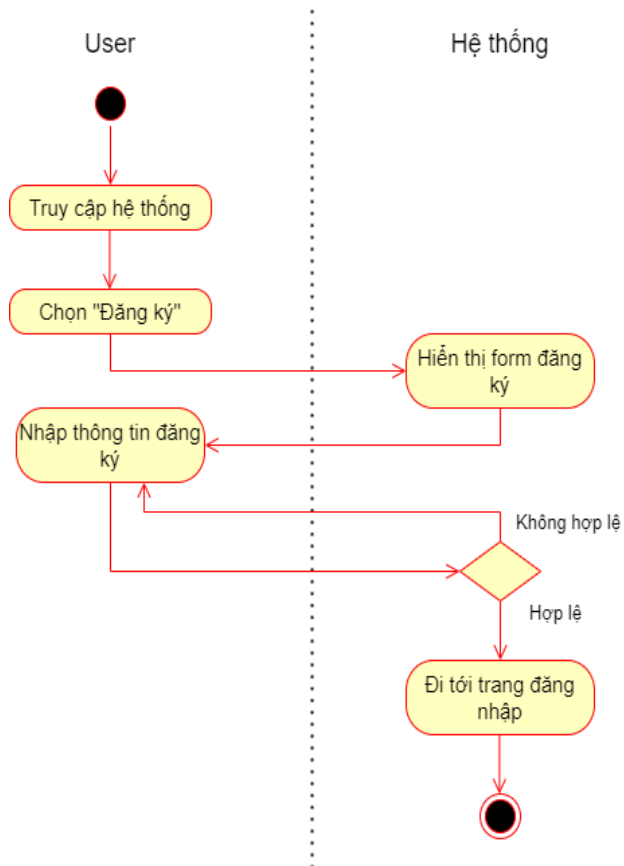 User
Hệ thống
Truy cập hệ thống
Chọn "Đăng ký"
Hiển thị form đăng
ký
Nhập thông tin đăng
ký
Không hợp lệ
Hợp lệ
Đi tới trang đăng
nhập